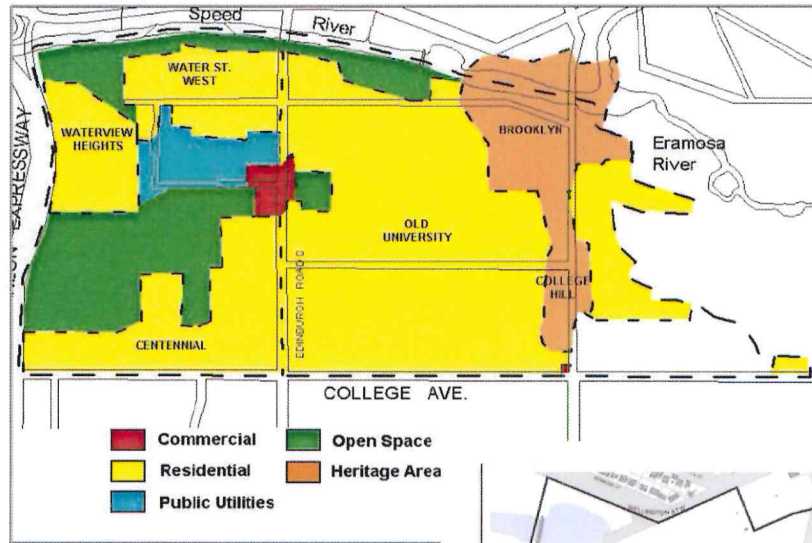 Speed
River
WATER ST.
WEST
WATERVIEW
HEIGHTS
BROOKLYN
Eramosa
River
EXPRESSWAY
OLD
UNIVERSITY
COLLEGE
HILL
EDINBURGH ROAD S
CENTENNIAL
COLLEGE AVE.
Commercial
Open Space
Residential
Heritage Area
Public Utilities